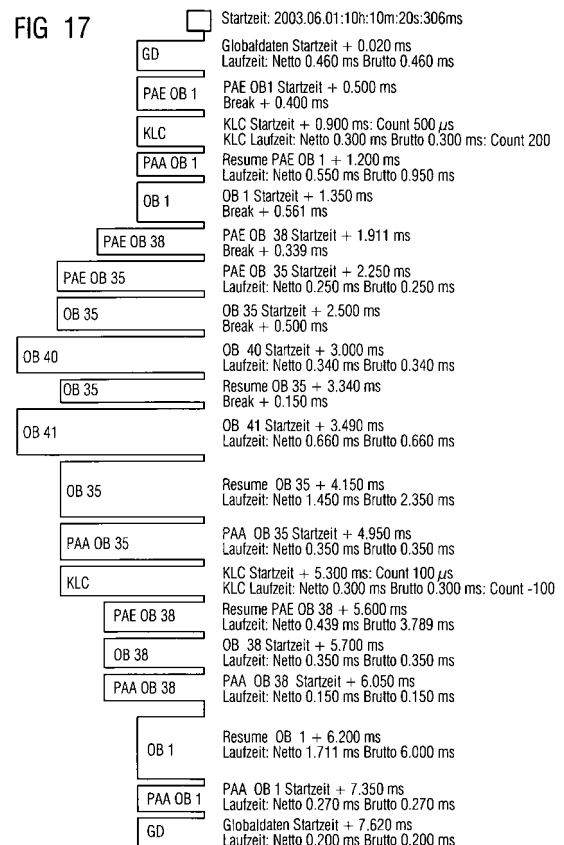 FIG 17
Startzeit: 2003.06.01:10h:10m:20s:306ms
GD
Globaldaten Startzeit + 0.020 ms
Laufzeit: Netto 0.460 ms Brutto 0.460 ms
PAE OB 1
PAE OB1 Startzeit + 0.500 ms
Break + 0.400 ms
KLC
KLC Startzeit + 0.900 ms: Count 500 µs
KLC Laufzeit: Netto 0.300 ms Brutto 0.300 ms: Count 200
PAA OB 1
Resume PAE OB 1 + 1.200 ms
Laufzeit: Netto 0.550 ms Brutto 0.950 ms
OB 1
OB 1 Startzeit + 1.350 ms
Break + 0.561 ms
PAE OB 38
PAE OB 38 Startzeit + 1.911 ms
Break + 0.339 ms
PAE OB 35
PAE OB 35 Startzeit + 2.250 ms
Laufzeit: Netto 0.250 ms Brutto 0.250 ms
OB 35
OB 35 Startzeit + 2.500 ms
Break + 0.500 ms
OB 40
OB 40 Startzeit + 3.000 ms
Laufzeit: Netto 0.340 ms Brutto 0.340 ms
OB 35
Resume OB 35 + 3.340 ms
Break + 0.150 ms
OB 41
OB 41 Startzeit + 3.490 ms
Laufzeit: Netto 0.660 ms Brutto 0.660 ms
OB 35
Resume OB 35 + 4.150 ms
Laufzeit: Netto 1.450 ms Brutto 2.350 ms
PAA OB 35
PAA OB 35 Startzeit + 4.950 ms
Laufzeit: Netto 0.350 ms Brutto 0.350 ms
KLC
KLC Startzeit + 5.300 ms: Count 100 µs
KLC Laufzeit: Netto 0.300 ms Brutto 0.300 ms: Count -100
PAE OB 38
Resume PAE OB 38 + 5.600 ms
Laufzeit: Netto 0.439 ms Brutto 3.789 ms
OB 38
OB 38 Startzeit + 5.700 ms
Laufzeit: Netto 0.350 ms Brutto 0.350 ms
PAA OB 38
PAA OB 38 Startzeit + 6.050 ms
Laufzeit: Netto 0.150 ms Brutto 0.150 ms
OB 1
Resume OB 1 + 6.200 ms
Laufzeit: Netto 1.711 ms Brutto 6.000 ms
PAA OB 1
PAA OB 1 Startzeit + 7.350 ms
Laufzeit: Netto 0.270 ms Brutto 0.270 ms
GD
Globaldaten Startzeit + 7.620 ms
Laufzeit: Netto 0.200 ms Brutto 0.200 ms